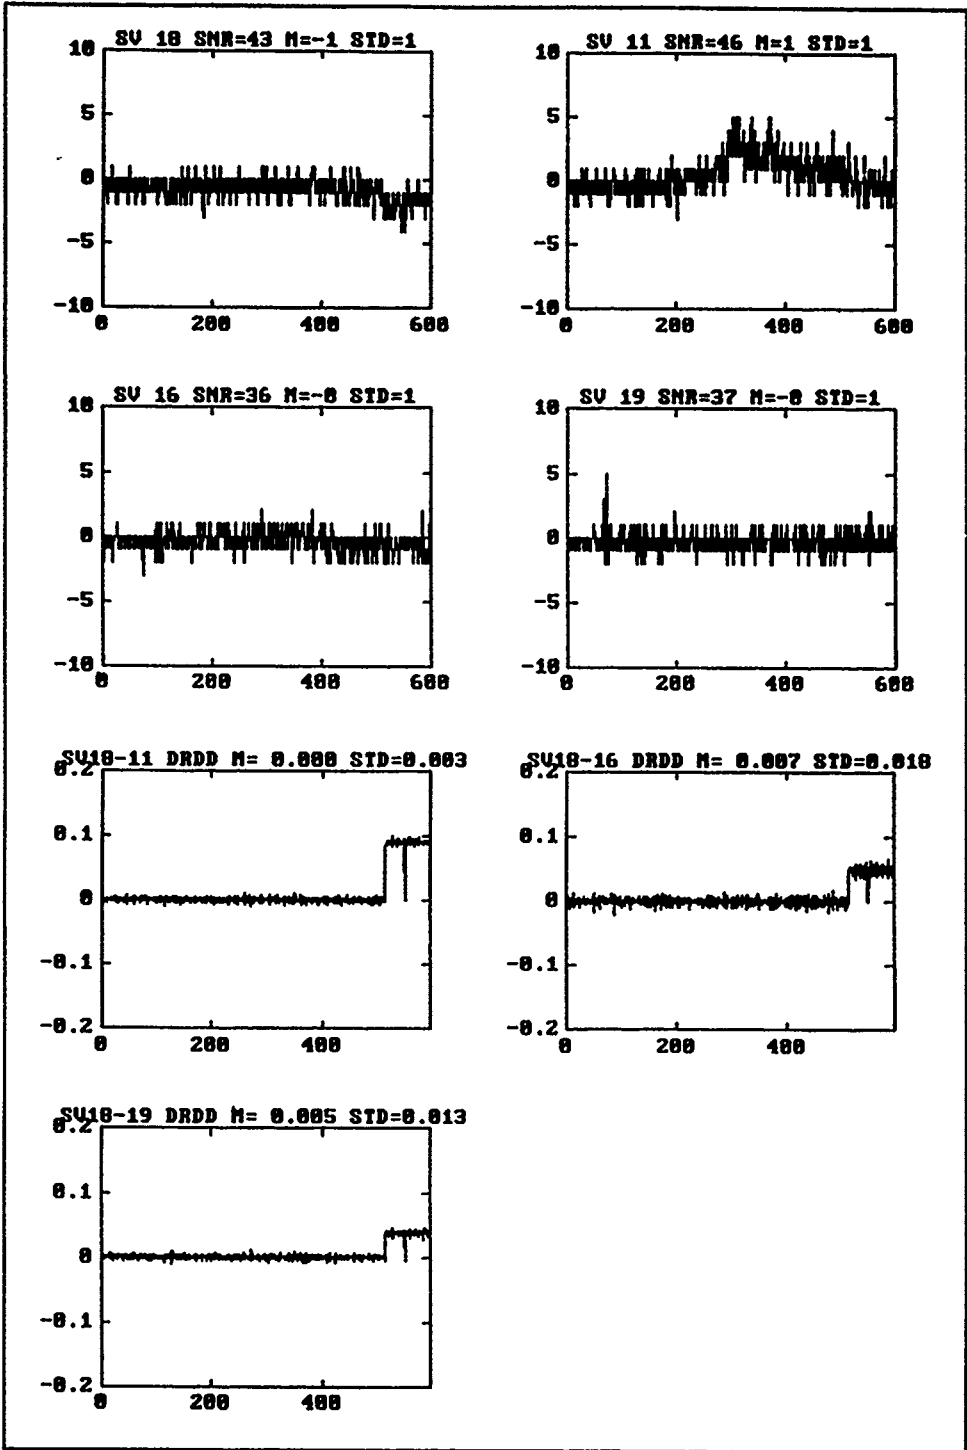 SV 18 SNR=43 M=-1 STD=1
10
5
0
-5
-10
0 200 400 600
SV 11 SNR=46 M=1 STD=1
10
5
0
-5
-10
0 200 400 600
SV 16 SNR=36 M=-0 STD=1
10
5
0
-5
-10
0 200 400 600
SV 19 SNR=37 M=-0 STD=1
10
5
0
-5
-10
0 200 400 600
SV18-11 DRDD M= 0.000 STD=0.003
0.2
0.1
0
-0.1
-0.2
0 200 400
SV18-16 DRDD M= 0.007 STD=0.018
0.2
0.1
0
-0.1
-0.2
0 200 400
SV18-19 DRDD M= 0.005 STD=0.013
0.2
0.1
0
-0.1
-0.2
0 200 400